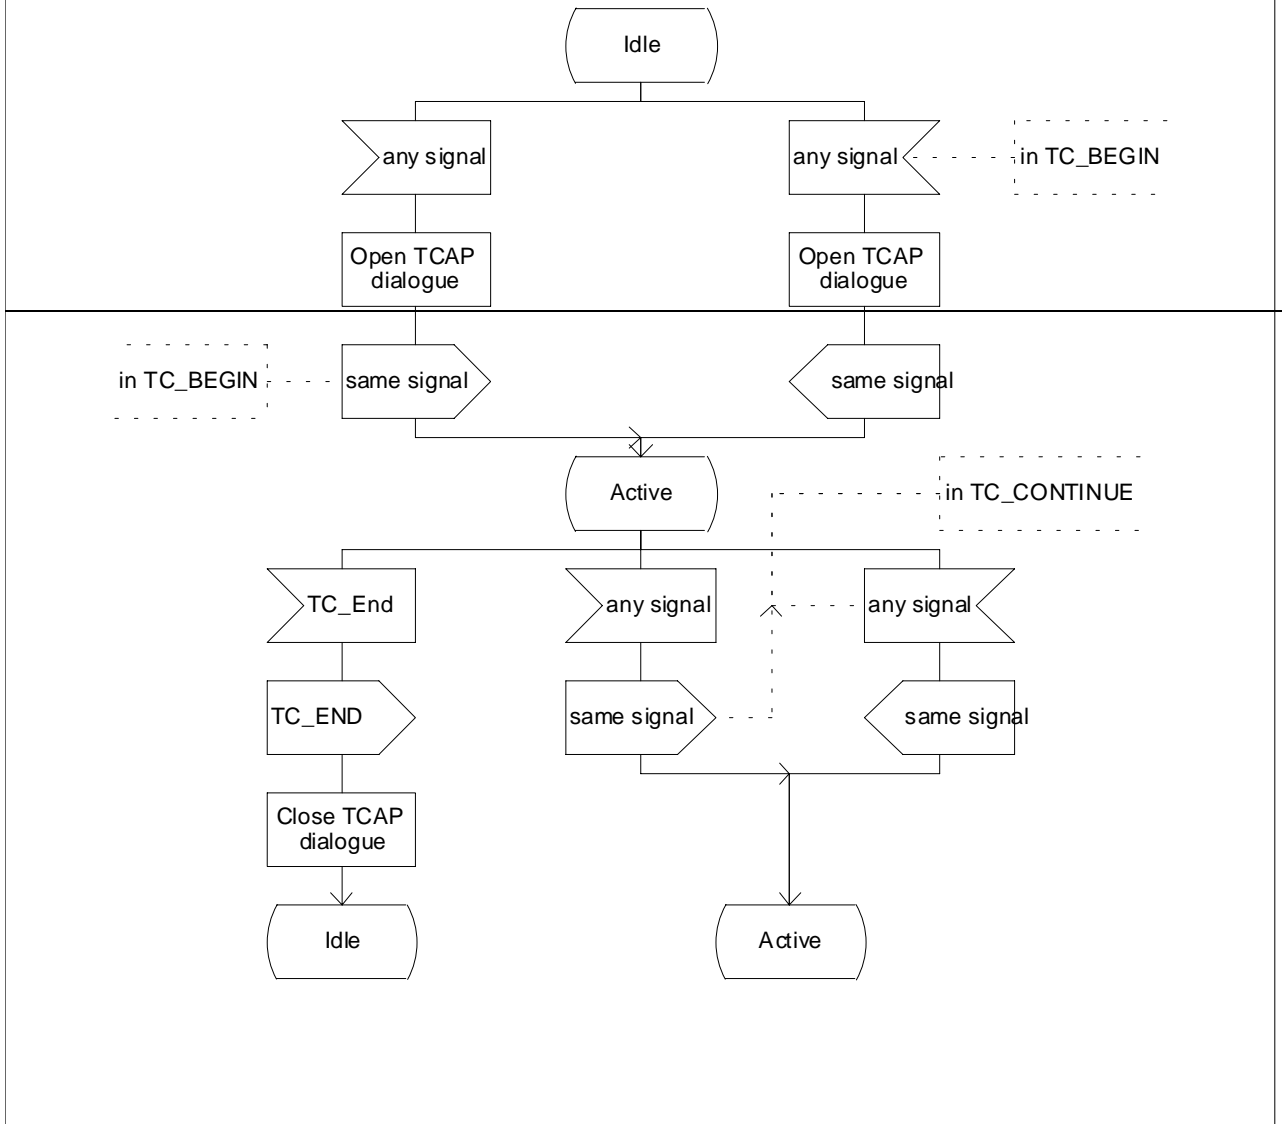 Idle
any signal
any signal
in TC_BEGIN
Open TCAP
dialogue
Open TCAP
dialogue
in TC_BEGIN
same signal
same signal
Active
in TC_CONTINUE
TC_End
any signal
any signal
TC_END
same signal
same signal
Close TCAP
dialogue
Idle
Active